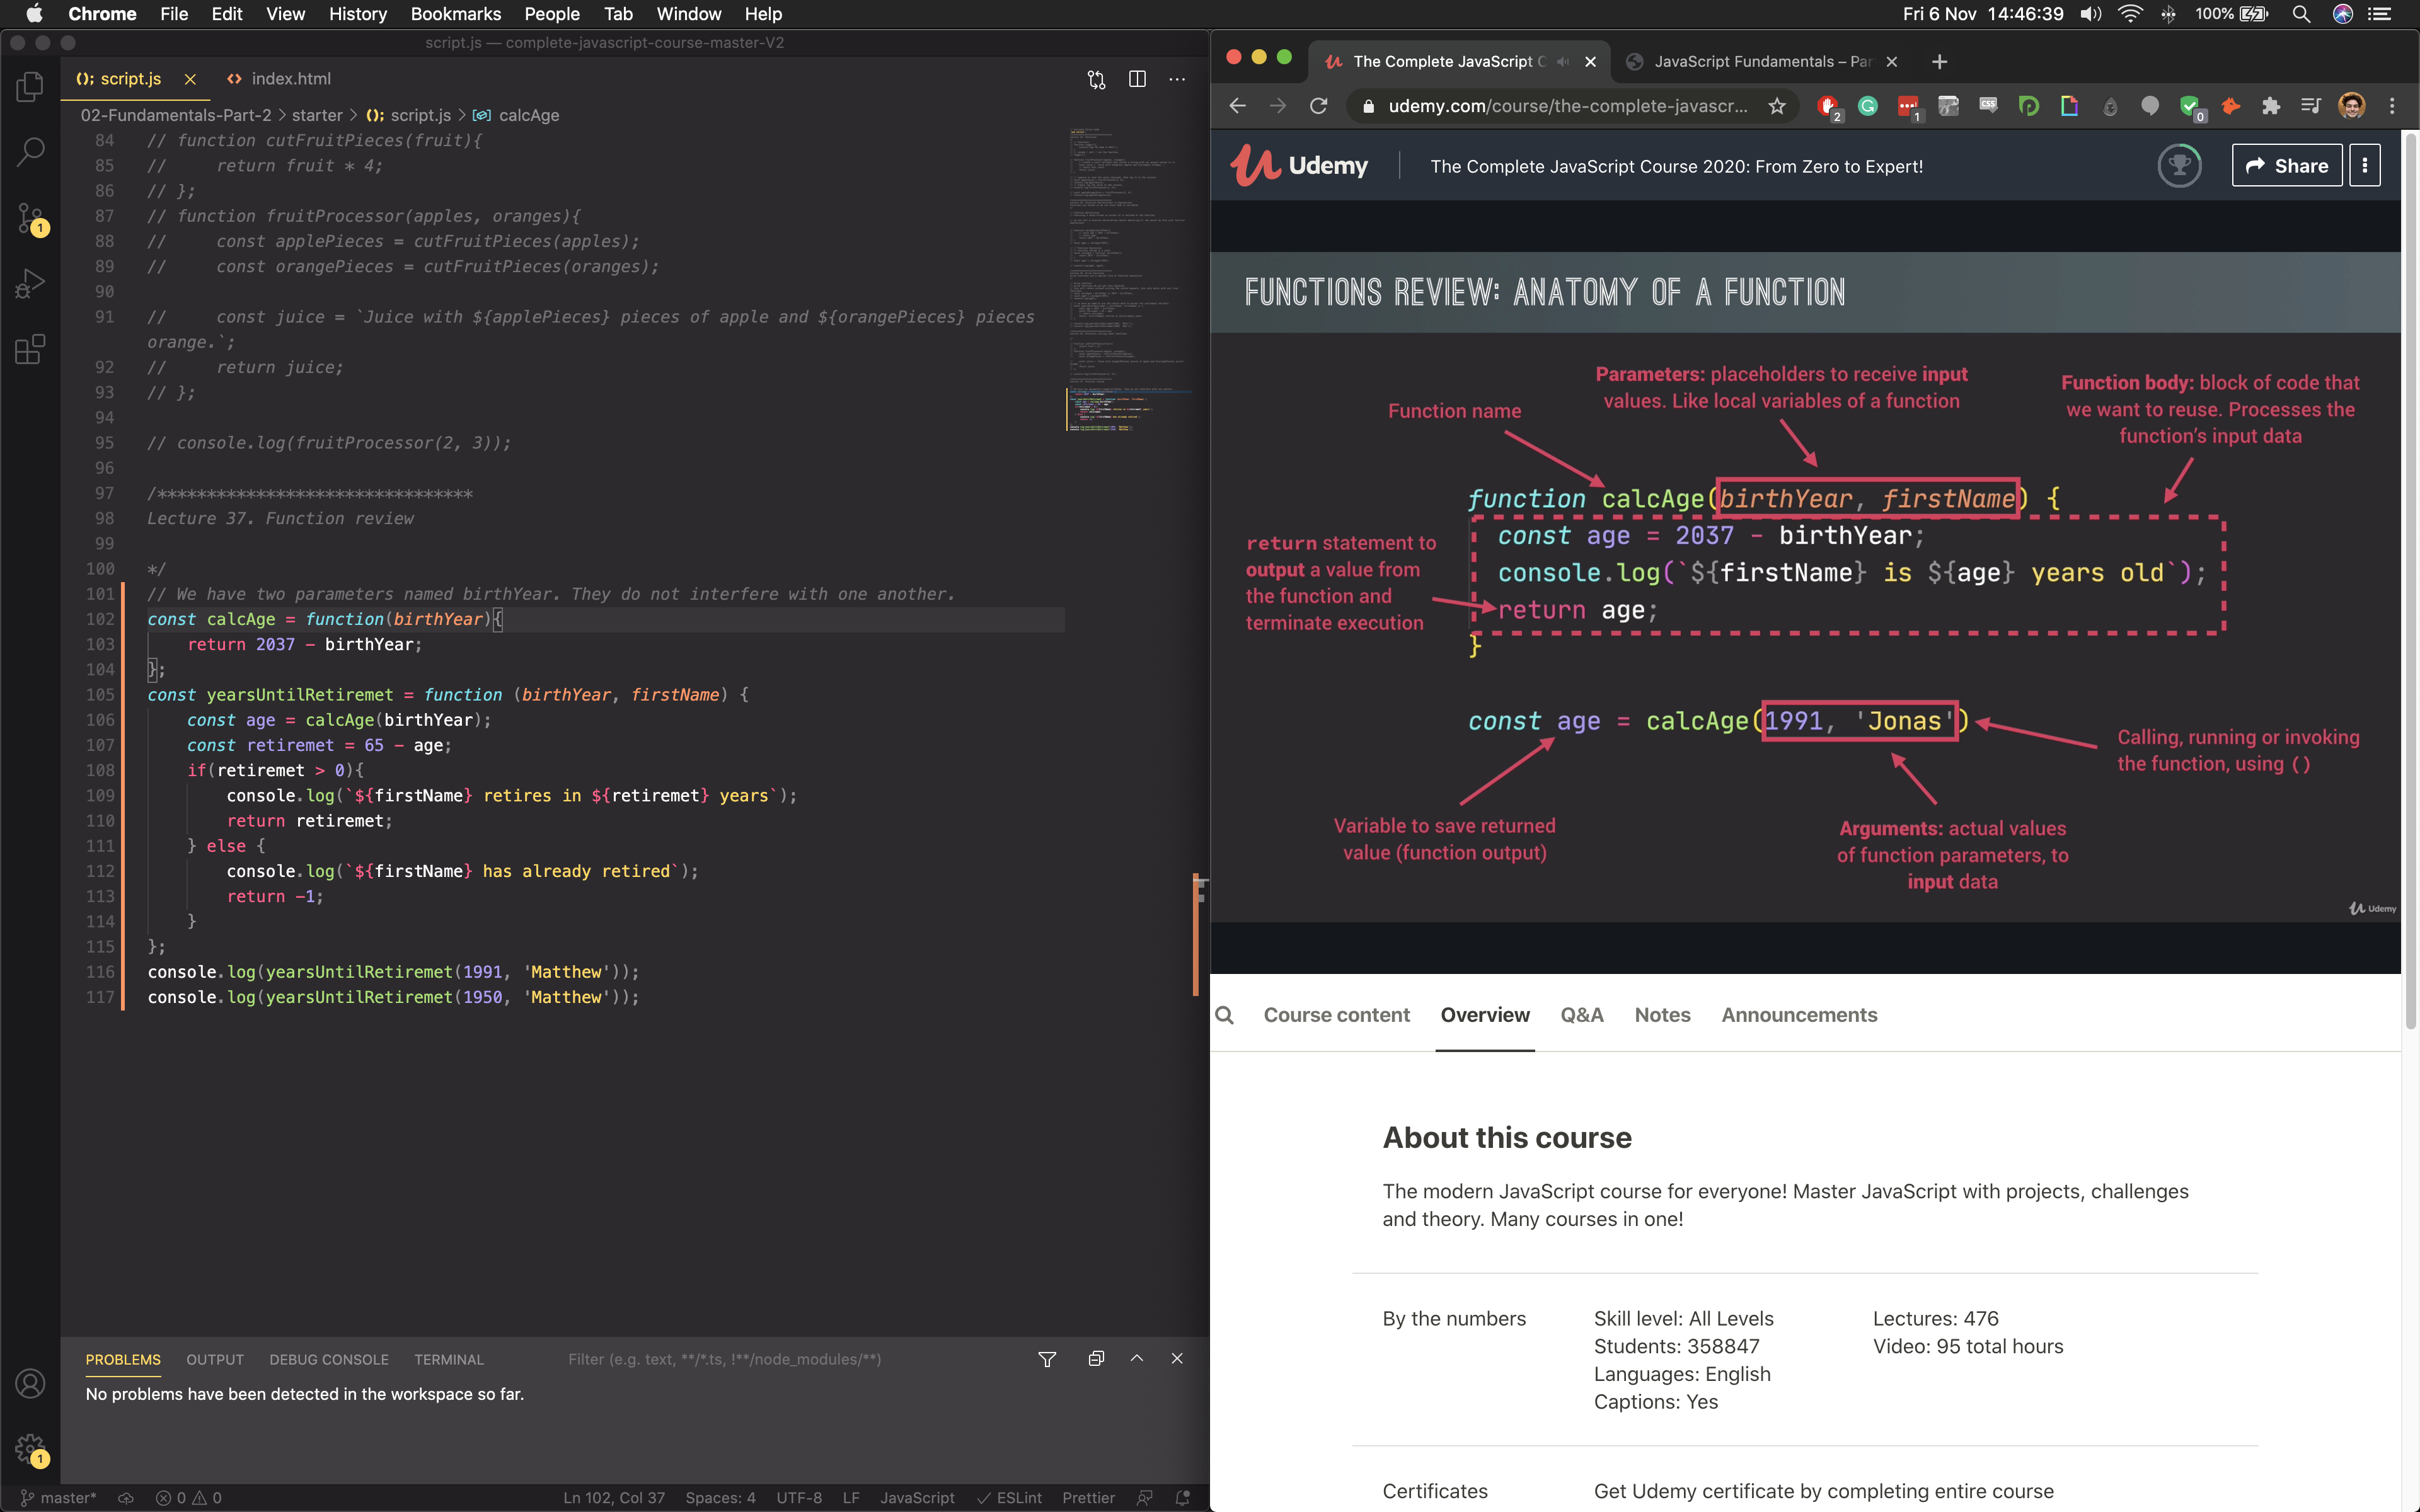 Chrome File Edit View History Bookmarks People Tab Window Help
Fri 6 Nov 14:46:39 100%
script.js — complete-javascript-course-master-V2
(); script.js
<> index.html
02-Fundamentals-Part-2 > starter > (); script.js > calcAge
84 // function cutFruitPieces(fruit){
85 //     return fruit * 4;
86 // };
87 // function fruitProcessor(apples, oranges){
88 //     const applePieces = cutFruitPieces(apples);
89 //     const orangePieces = cutFruitPieces(oranges);
90
91 //     const juice = `Juice with ${applePieces} pieces of apple and ${orangePieces} pieces
orange.`;
92 //     return juice;
93 // };
94
95 // console.log(fruitProcessor(2, 3));
96
97 /********************************
98 Lecture 37. Function review
99
100 */
101 // We have two parameters named birthYear. They do not interfere with one another.
102 const calcAge = function(birthYear){
103     return 2037 - birthYear;
104 };
105 const yearsUntilRetiremet = function (birthYear, firstName) {
106     const age = calcAge(birthYear);
107     const retiremet = 65 - age;
108     if(retiremet > 0){
109         console.log(`${firstName} retires in ${retiremet} years`);
110         return retiremet;
111     } else {
112         console.log(`${firstName} has already retired`);
113         return -1;
114     }
115 };
116 console.log(yearsUntilRetiremet(1991, 'Matthew'));
117 console.log(yearsUntilRetiremet(1950, 'Matthew'));
1
1
PROBLEMS OUTPUT DEBUG CONSOLE TERMINAL
Filter (e.g. text, **/*.ts, !**/node_modules/**)
No problems have been detected in the workspace so far.
master* 0 0
Ln 102, Col 37 Spaces: 4 UTF-8 LF JavaScript ESLint Prettier
The Complete JavaScript C
JavaScript Fundamentals – Par
udemy.com/course/the-complete-javascr...
2 1 CSS 0
Udemy
The Complete JavaScript Course 2020: From Zero to Expert!
Share
FUNCTIONS REVIEW: ANATOMY OF A FUNCTION
Function name
Parameters: placeholders to receive input
values. Like local variables of a function
Function body: block of code that
we want to reuse. Processes the
function's input data
function calcAge(birthYear, firstName) {
const age = 2037 - birthYear;
console.log(`${firstName} is ${age} years old`);
return age;
}
return statement to
output a value from
the function and
terminate execution
const age = calcAge(1991, 'Jonas')
Calling, running or invoking
the function, using ()
Variable to save returned
value (function output)
Arguments: actual values
of function parameters, to
input data
Udemy
Course content Overview Q&A Notes Announcements
About this course
The modern JavaScript course for everyone! Master JavaScript with projects, challenges
and theory. Many courses in one!
By the numbers
Skill level: All Levels
Students: 358847
Languages: English
Captions: Yes
Lectures: 476
Video: 95 total hours
Certificates
Get Udemy certificate by completing entire course